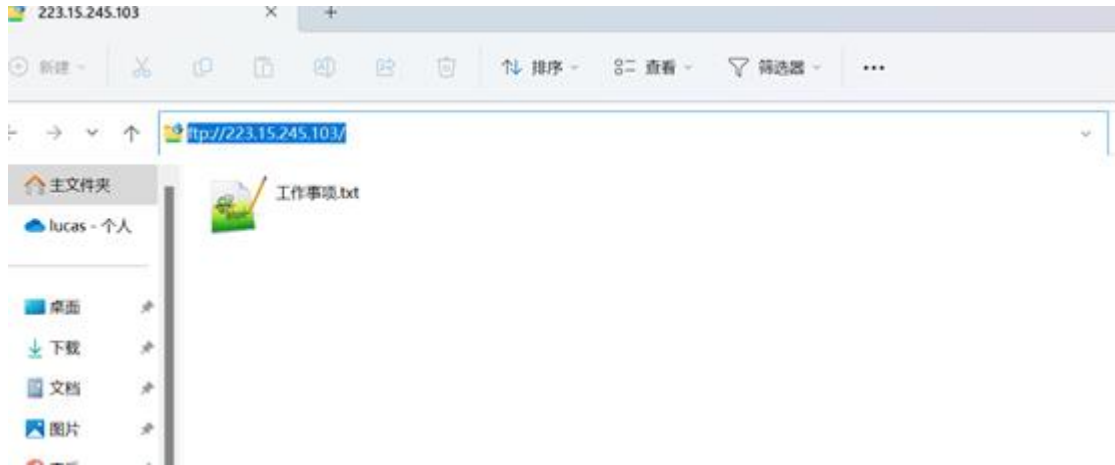 223.15.245.103
新建
排序
查看
筛选器
ftp://223.15.245.103/
主文件夹
工作事项.txt
lucas - 个人
桌面
下载
文档
图片